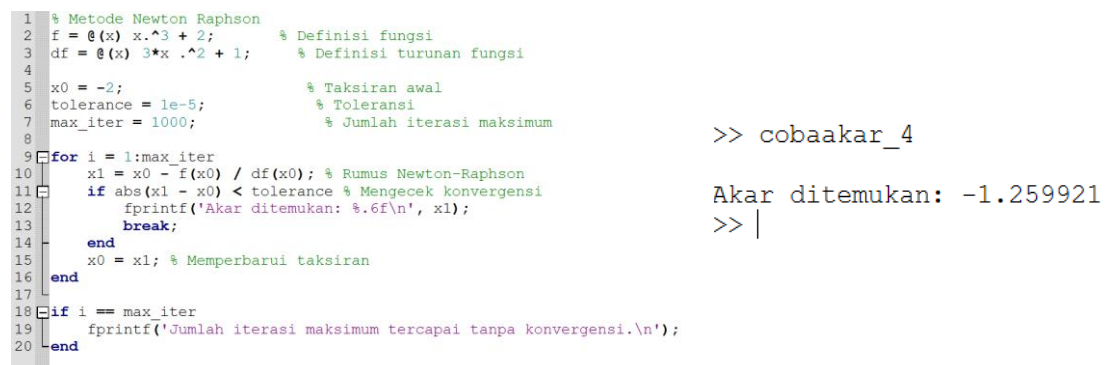 1 % Metode Newton Raphson
2 f = @(x) x.^3 + 2; % Definisi fungsi
3 df = @(x) 3*x .^2 + 1; % Definisi turunan fungsi
4
5 x0 = -2; % Taksiran awal
6 tolerance = 1e-5; % Toleransi
7 max_iter = 1000; % Jumlah iterasi maksimum
8
9 for i = 1:max_iter
10 x1 = x0 - f(x0) / df(x0); % Rumus Newton-Raphson
11 if abs(x1 - x0) < tolerance % Mengecek konvergensi
12 fprintf('Akar ditemukan: %.6f\n', x1);
13 break;
14 end
15 x0 = x1; % Memperbarui taksiran
16 end
17
18 if i == max_iter
19 fprintf('Jumlah iterasi maksimum tercapai tanpa konvergensi.\n');
20 end
>> cobaakar_4
Akar ditemukan: -1.259921
>>